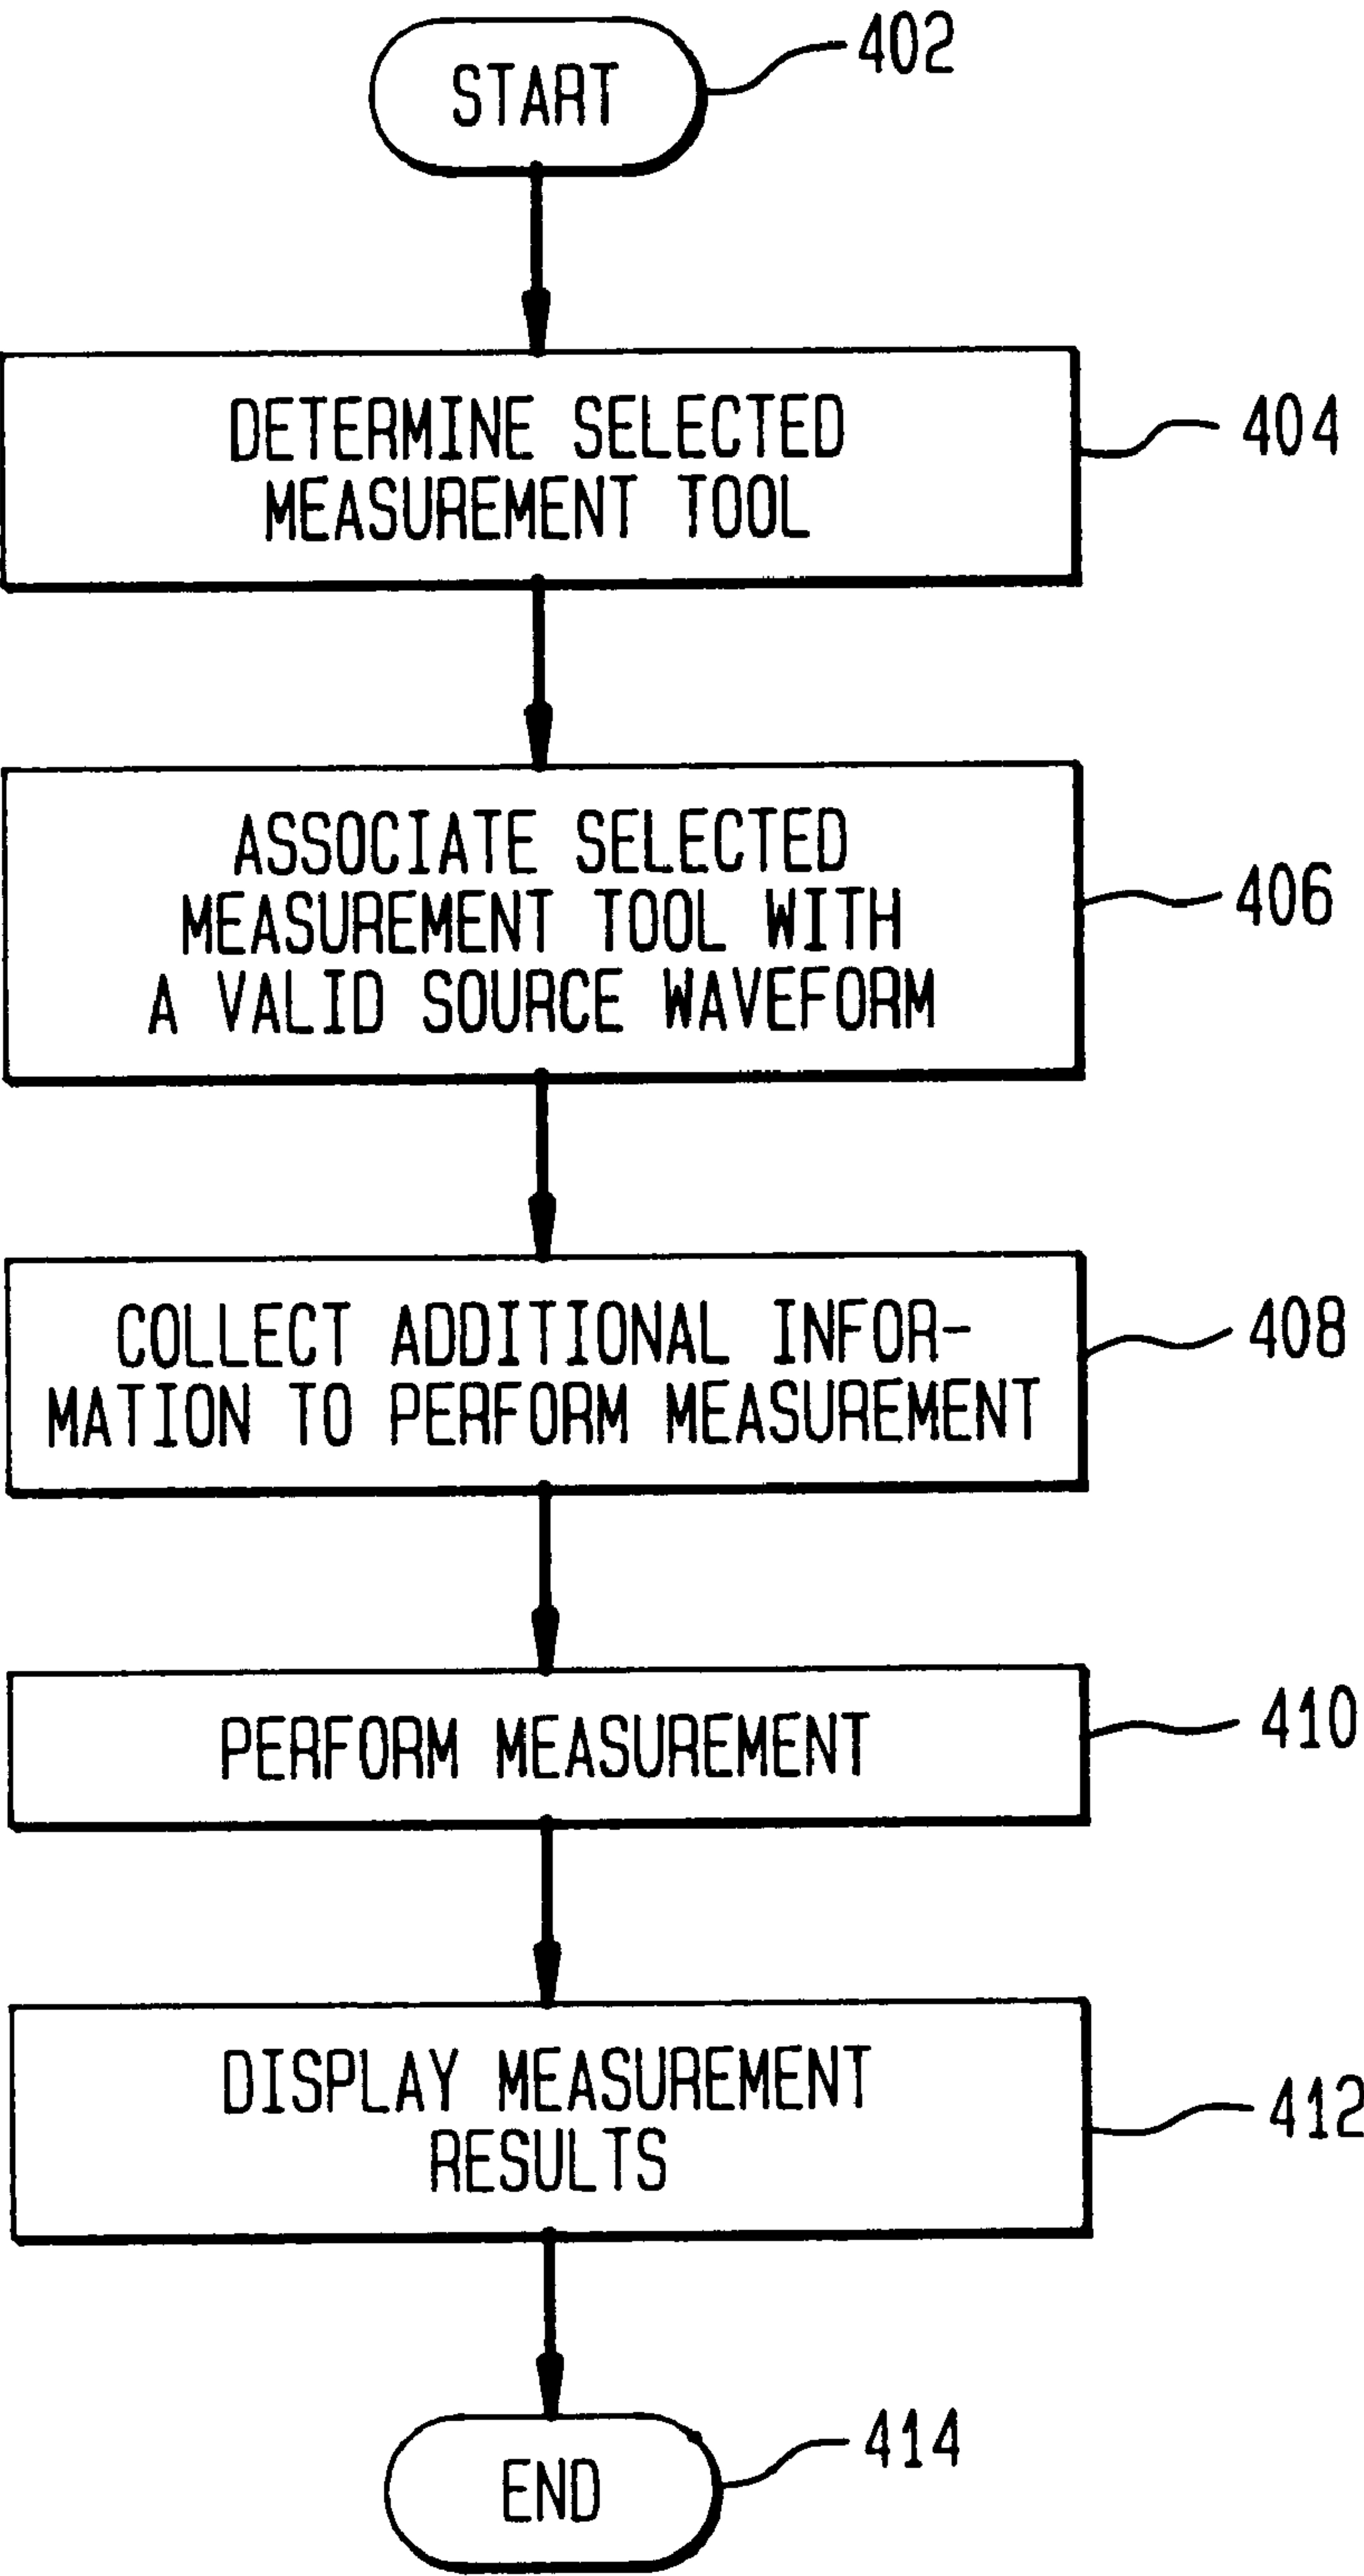 START
402
DETERMINE SELECTED
MEASUREMENT TOOL
404
ASSOCIATE SELECTED
MEASUREMENT TOOL WITH
A VALID SOURCE WAVEFORM
406
COLLECT ADDITIONAL INFOR-
MATION TO PERFORM MEASUREMENT
408
PERFORM MEASUREMENT
410
DISPLAY MEASUREMENT
RESULTS
412
END
414